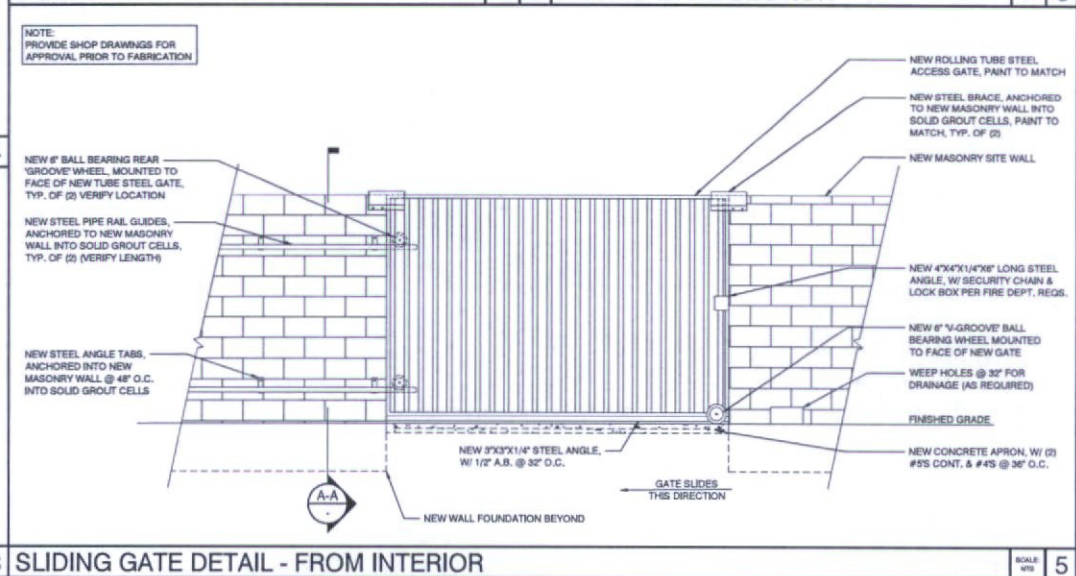 NOTE:
PROVIDE SHOP DRAWINGS FOR
APPROVAL PRIOR TO FABRICATION
NEW ROLLING TUBE STEEL
ACCESS GATE, PAINT TO MATCH
NEW STEEL BRACE, ANCHORED
TO NEW MASONRY WALL INTO
SOLID GROUT CELLS, PAINT TO
MATCH, TYP. OF (2)
NEW MASONRY SITE WALL
NEW 6" BALL BEARING REAR
'GROOVE' WHEEL, MOUNTED TO
FACE OF NEW TUBE STEEL GATE,
TYP. OF (2) VERIFY LOCATION
NEW STEEL PIPE RAIL GUIDES,
ANCHORED TO NEW MASONRY
WALL INTO SOLID GROUT CELLS,
TYP. OF (2) (VERIFY LENGTH)
NEW STEEL ANGLE TABS,
ANCHORED INTO NEW
MASONRY WALL @ 48" O.C.
INTO SOLID GROUT CELLS
NEW 4"X4"X1/4"X6" LONG STEEL
ANGLE, W/ SECURITY CHAIN &
LOCK BOX PER FIRE DEPT. REQS.
NEW 6" 'V-GROOVE' BALL
BEARING WHEEL MOUNTED
TO FACE OF NEW GATE
WEEP HOLES @ 32" FOR
DRAINAGE (AS REQUIRED)
FINISHED GRADE
NEW CONCRETE APRON, W/ (2)
#5'S CONT. & #4'S @ 36" O.C.
NEW 3"X3"X1/4" STEEL ANGLE,
W/ 1/2" A.B. @ 32" O.C.
GATE SLIDES
THIS DIRECTION
A-A
-
NEW WALL FOUNDATION BEYOND
SLIDING GATE DETAIL - FROM INTERIOR
SCALE:
NTS
5